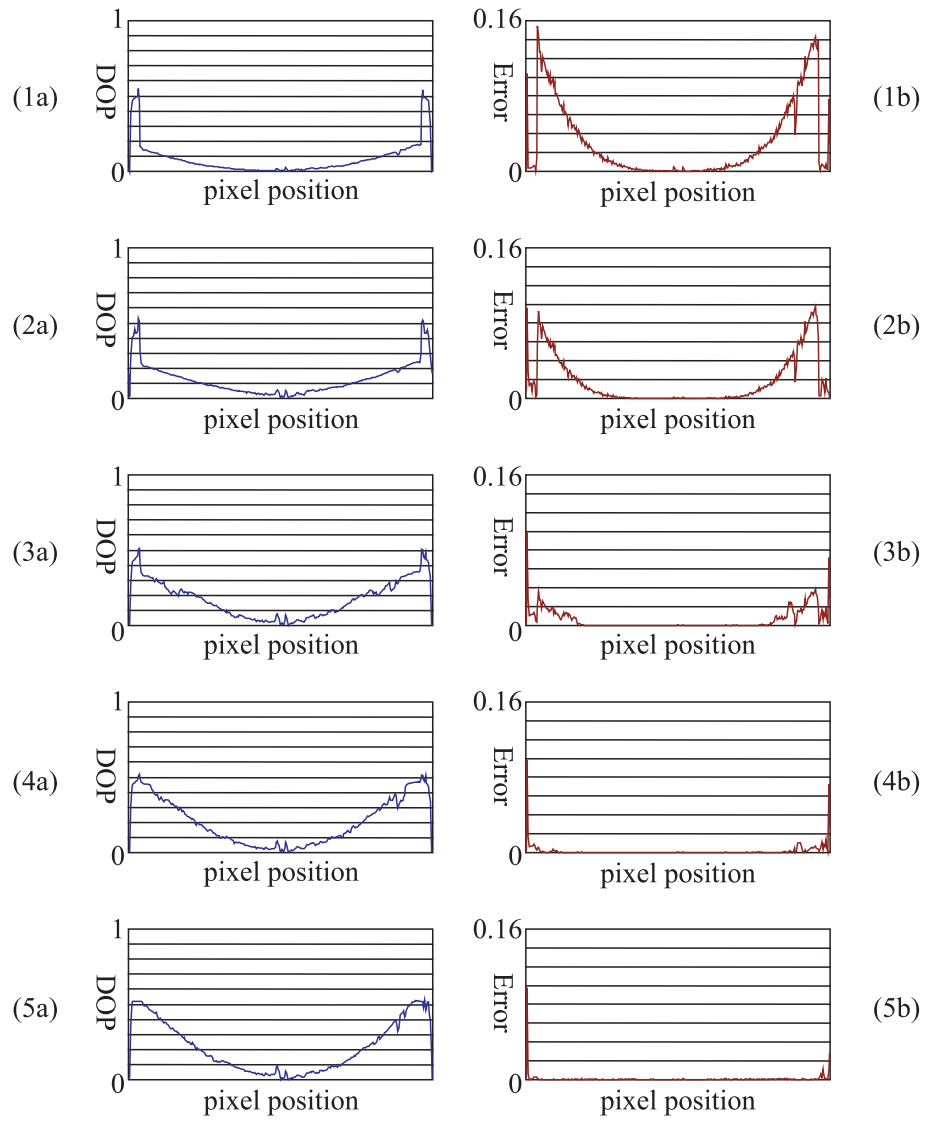 1
DOP
(1a)
0
pixel position
0.16
Error
(1b)
0
pixel position
1
DOP
(2a)
0
pixel position
0.16
Error
(2b)
0
pixel position
1
DOP
(3a)
0
pixel position
0.16
Error
(3b)
0
pixel position
1
DOP
(4a)
0
pixel position
0.16
Error
(4b)
0
pixel position
1
DOP
(5a)
0
pixel position
0.16
Error
(5b)
0
pixel position